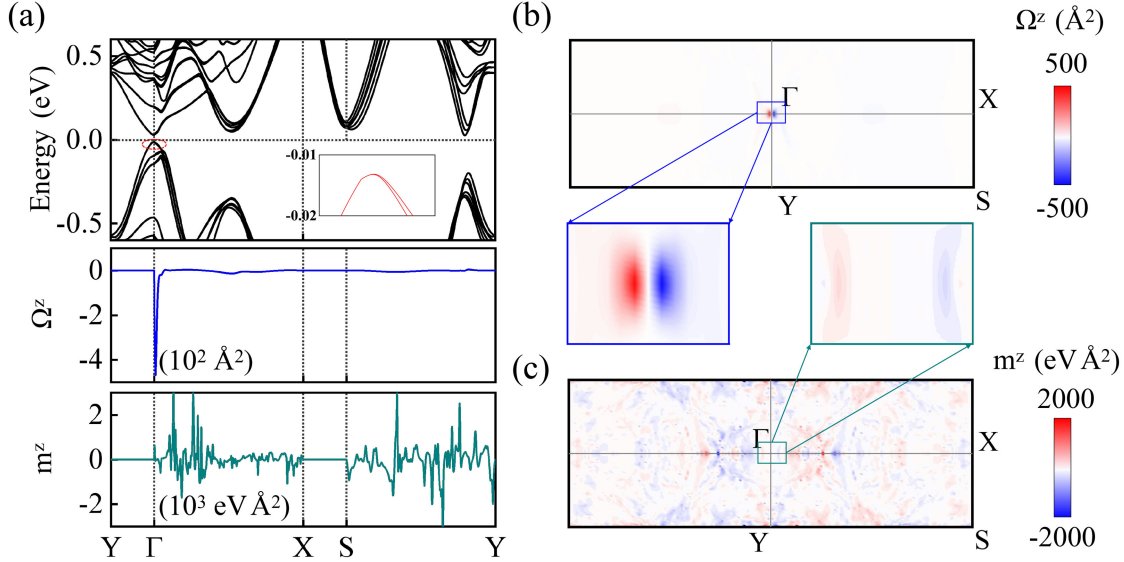 (a)
Energy (eV)
0.5
0.0
-0.5
-0.01
-0.02
Ωᶻ
0
-2
-4
(10² Å²)
mᶻ
2
0
-2
(10³ eV Å²)
Y Γ X S Y
(b)
Γ
X
Y
S
Ωᶻ (Å²)
500
-500
(c)
Γ
X
Y
S
mᶻ (eV Å²)
2000
-2000